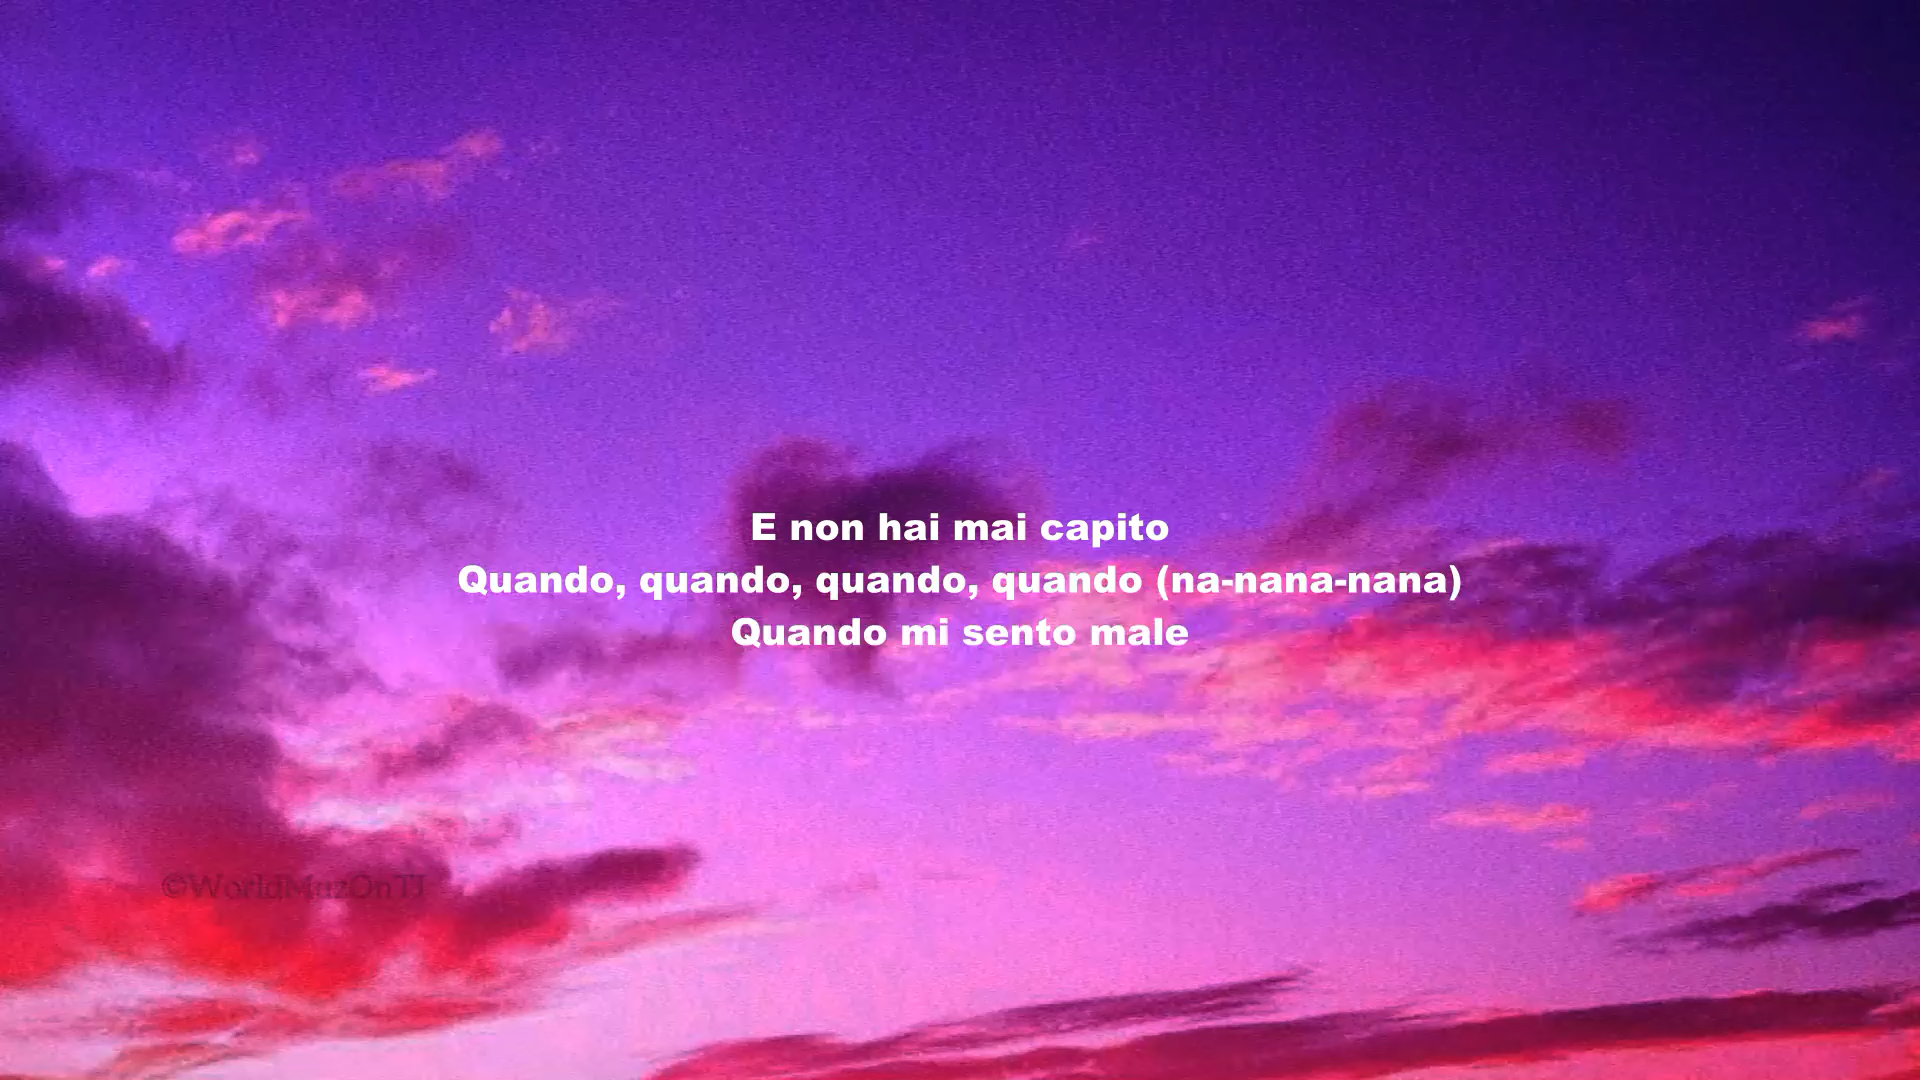 E non hai mai capito
Quando, quando, quando, quando (na-nana-nana)
Quando mi sento male
©WorldMuzOnTJ